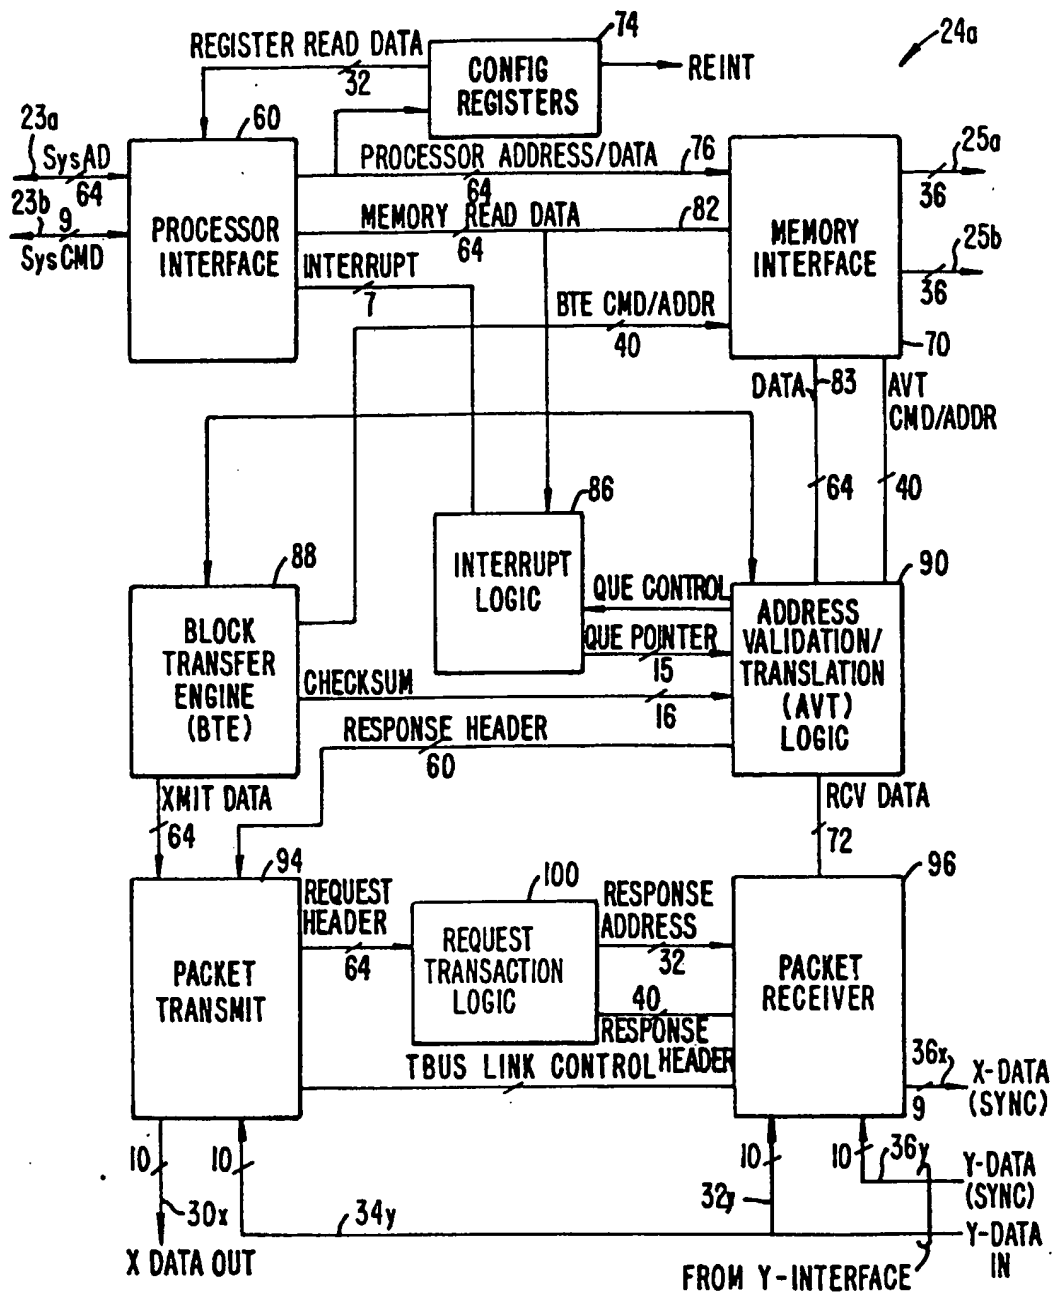 74
24a
REGISTER READ DATA
32
CONFIG
REGISTERS
REINT
23a
60
SysAD
64
23b
9
SysCMD
PROCESSOR
INTERFACE
PROCESSOR ADDRESS/DATA
76
64
MEMORY READ DATA
82
64
INTERRUPT
7
MEMORY
INTERFACE
25a
36
25b
36
BTE CMD/ADDR
40
70
DATA
83
AVT
CMD/ADDR
64
40
86
INTERRUPT
LOGIC
88
BLOCK
TRANSFER
ENGINE
(BTE)
90
QUE CONTROL
QUE POINTER
15
ADDRESS
VALIDATION/
TRANSLATION
(AVT)
LOGIC
CHECKSUM
16
RESPONSE HEADER
60
XMIT DATA
64
RCV DATA
72
94
PACKET
TRANSMIT
REQUEST
HEADER
64
100
REQUEST
TRANSACTION
LOGIC
RESPONSE
ADDRESS
32
40
RESPONSE
HEADER
96
PACKET
RECEIVER
TBUS LINK CONTROL
36x
9
X-DATA
(SYNC)
10
10
10
10
36y
Y-DATA
(SYNC)
30x
34y
32y
Y-DATA
IN
X DATA OUT
FROM Y-INTERFACE